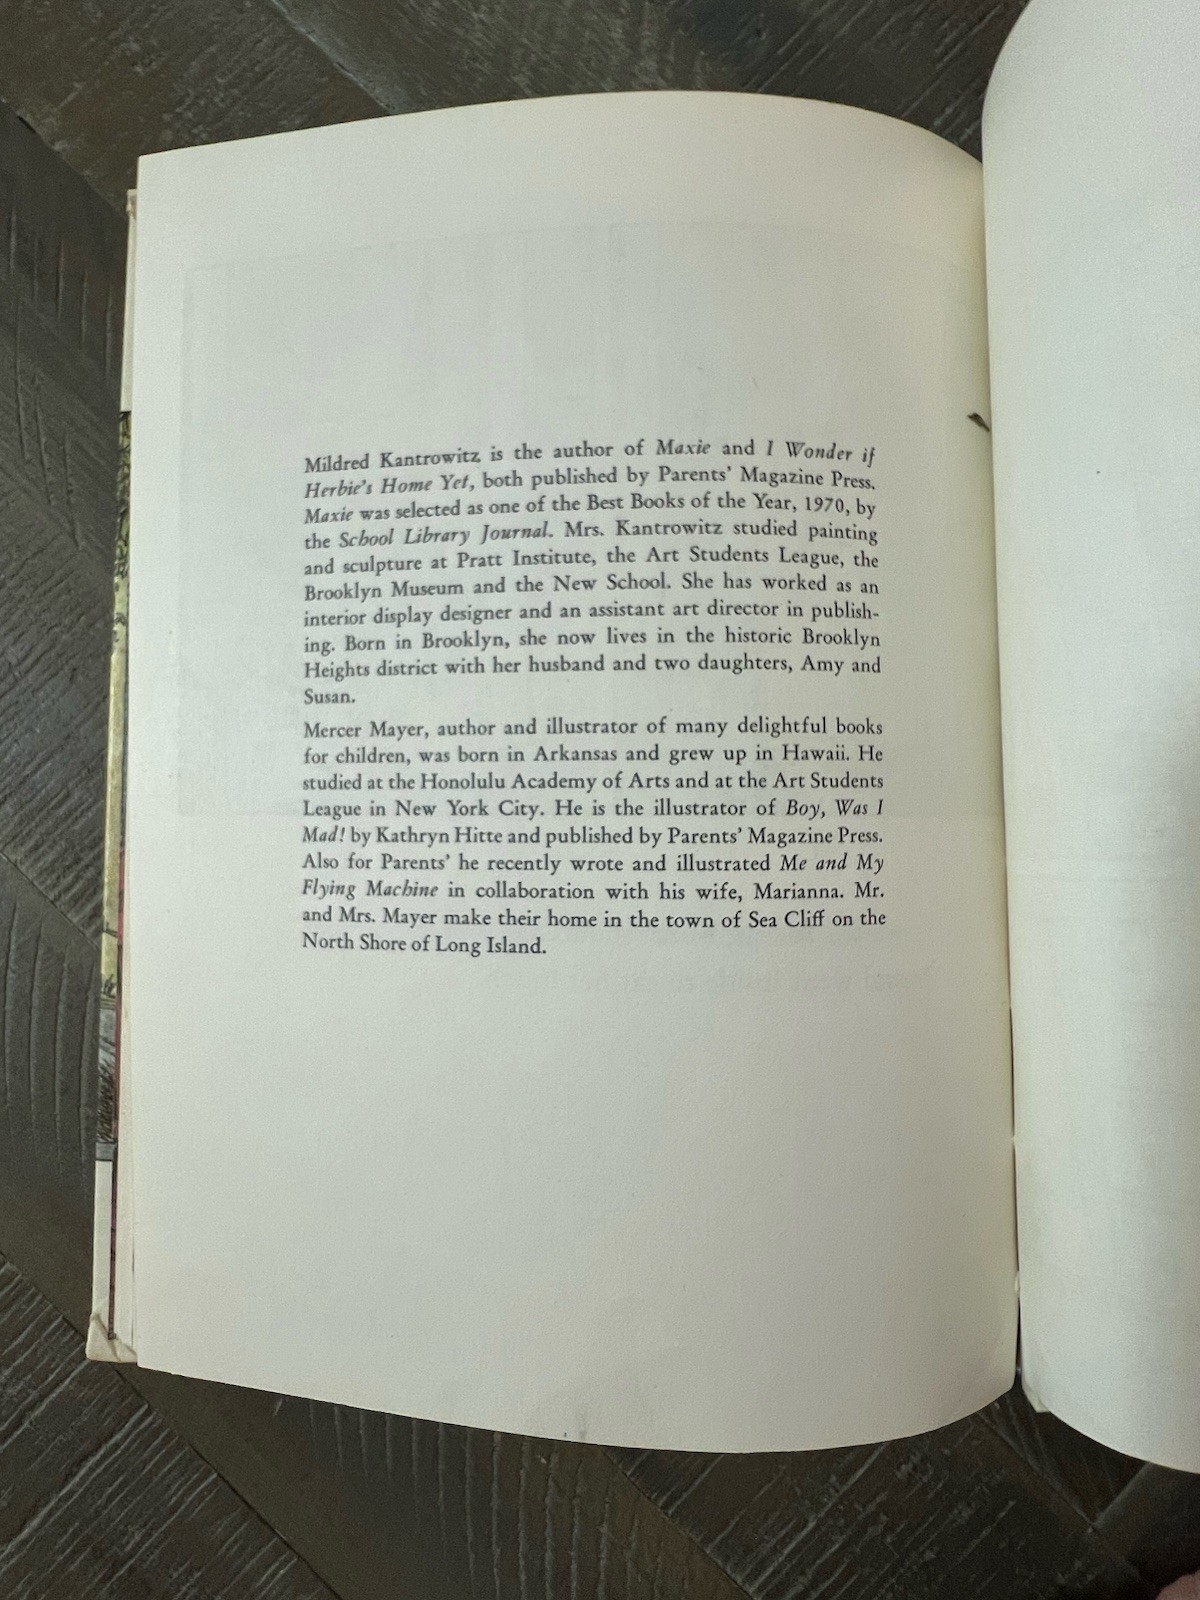 Mildred Kantrowitz is the author of Maxie and I Wonder if
Herbie's Home Yet, both published by Parents' Magazine Press.
Maxie was selected as one of the Best Books of the Year, 1970, by
the School Library Journal. Mrs. Kantrowitz studied painting
and sculpture at Pratt Institute, the Art Students League, the
Brooklyn Museum and the New School. She has worked as an
interior display designer and an assistant art director in publish-
ing. Born in Brooklyn, she now lives in the historic Brooklyn
Heights district with her husband and two daughters, Amy and
Susan.
Mercer Mayer, author and illustrator of many delightful books
for children, was born in Arkansas and grew up in Hawaii. He
studied at the Honolulu Academy of Arts and at the Art Students
League in New York City. He is the illustrator of Boy, Was I
Mad! by Kathryn Hitte and published by Parents' Magazine Press.
Also for Parents' he recently wrote and illustrated Me and My
Flying Machine in collaboration with his wife, Marianna. Mr.
and Mrs. Mayer make their home in the town of Sea Cliff on the
North Shore of Long Island.